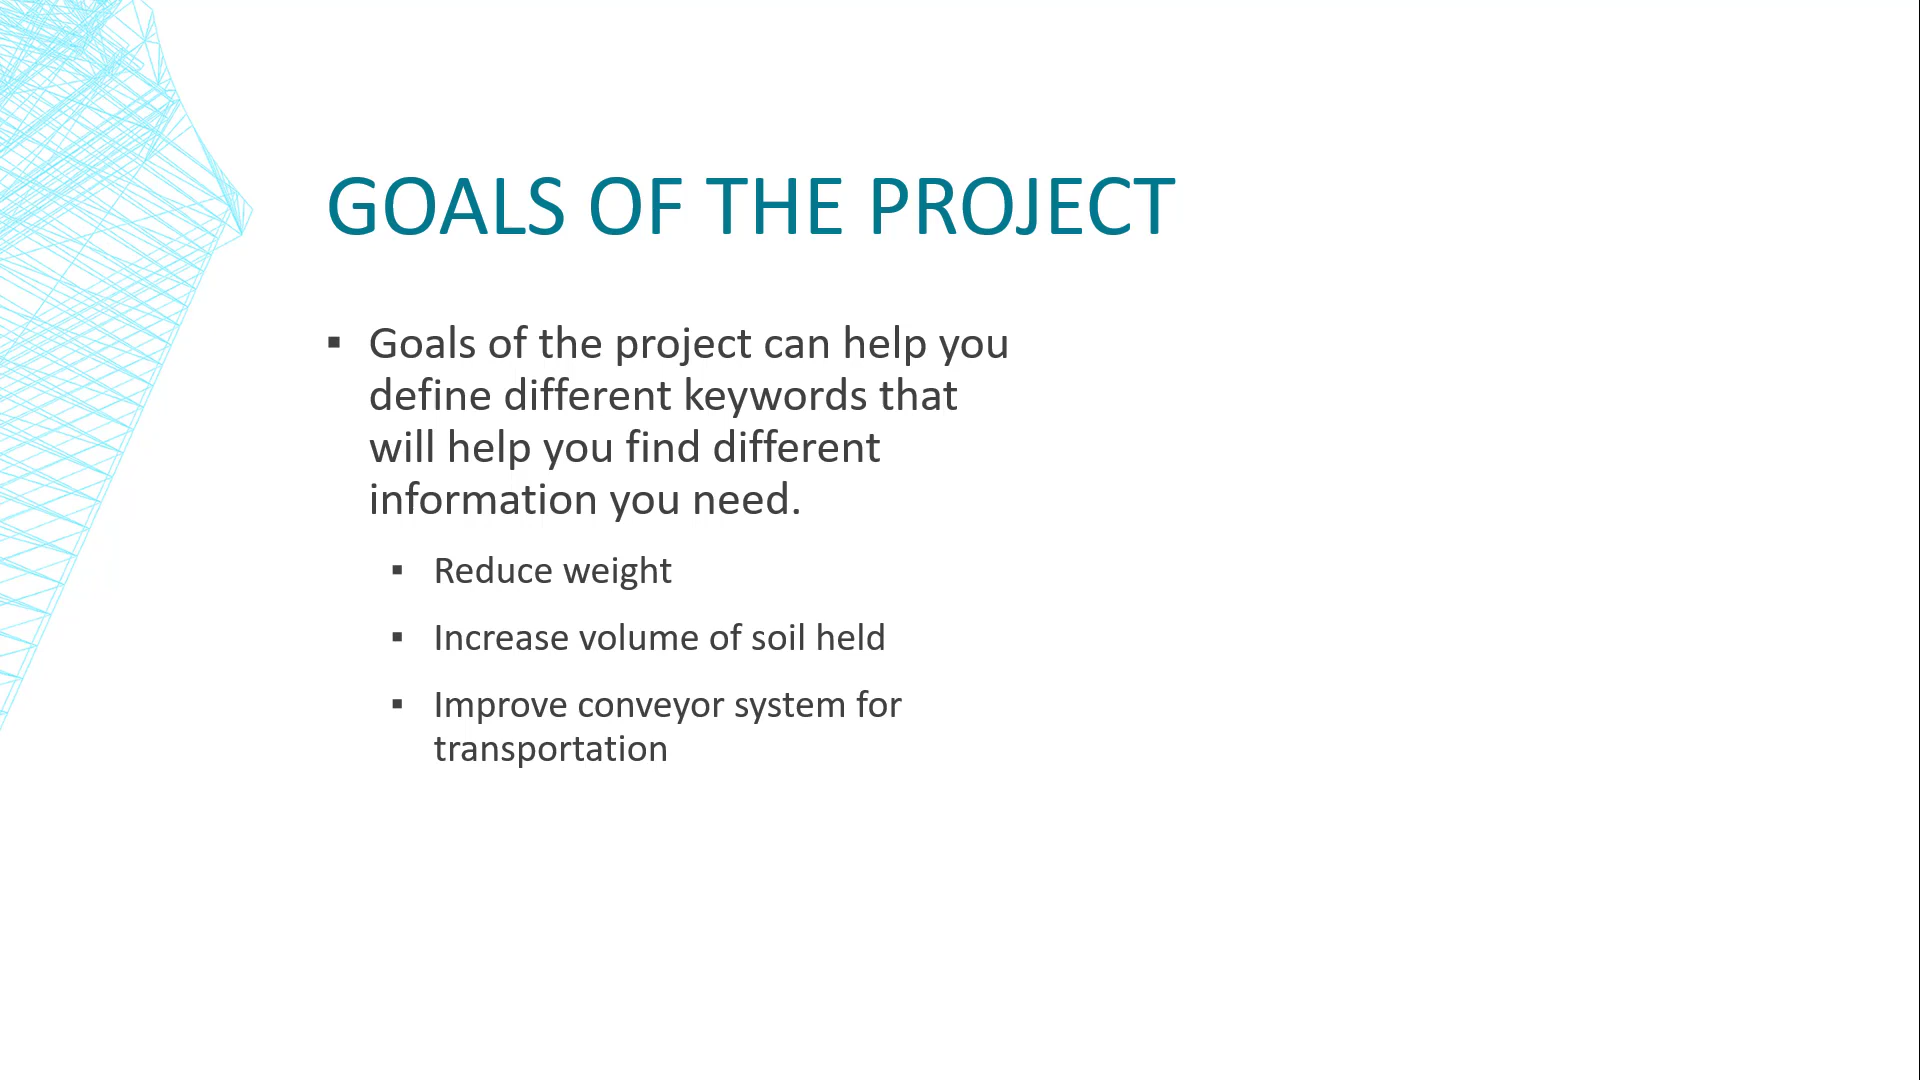 GOALS OF THE PROJECT
▪ Goals of the project can help you
define different keywords that
will help you find different
information you need.
▪ Reduce weight
▪ Increase volume of soil held
▪ Improve conveyor system for
transportation